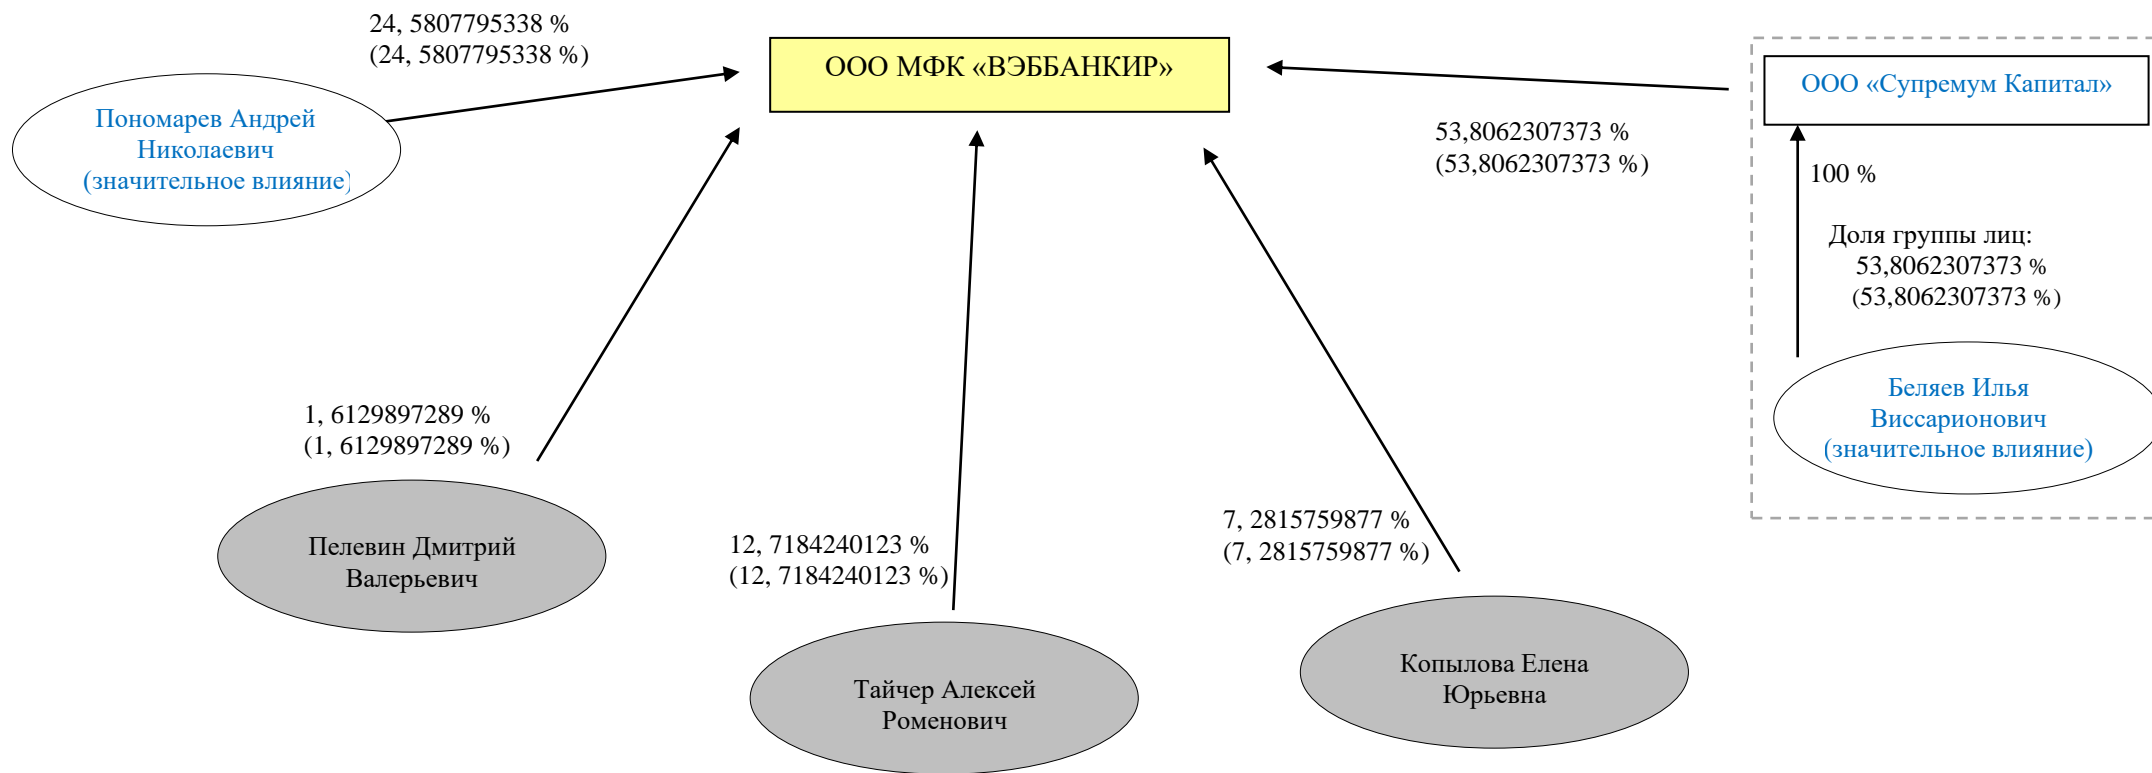 24, 5807795338 %
(24, 5807795338 %)
Пономарев Андрей
Николаевич
(значительное влияние)
ООО МФК «ВЭББАНКИР»
ООО «Супремум Капитал»
53,8062307373 %
(53,8062307373 %)
100 %
Доля группы лиц:
53,8062307373 %
(53,8062307373 %)
Беляев Илья
Виссарионович
(значительное влияние)
1, 6129897289 %
(1, 6129897289 %)
Пелевин Дмитрий
Валерьевич
12, 7184240123 %
(12, 7184240123 %)
Тайчер Алексей
Роменович
7, 2815759877 %
(7, 2815759877 %)
Копылова Елена
Юрьевна